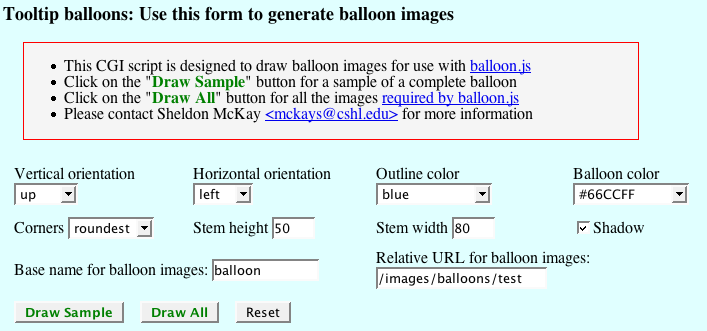 Tooltip balloons: Use this form to generate balloon images
This CGI script is designed to draw balloon images for use with balloon.js
Click on the "Draw Sample" button for a sample of a complete balloon
Click on the "Draw All" button for all the images required by balloon.js
Please contact Sheldon McKay <mckays@cshl.edu> for more information
Vertical orientation Horizontal orientation Outline color Balloon color
up left blue #66CCFF
Corners roundest Stem height 50 Stem width 80 Shadow
Relative URL for balloon images:
Base name for balloon images: balloon
/images/balloons/test
Draw Sample Draw All Reset